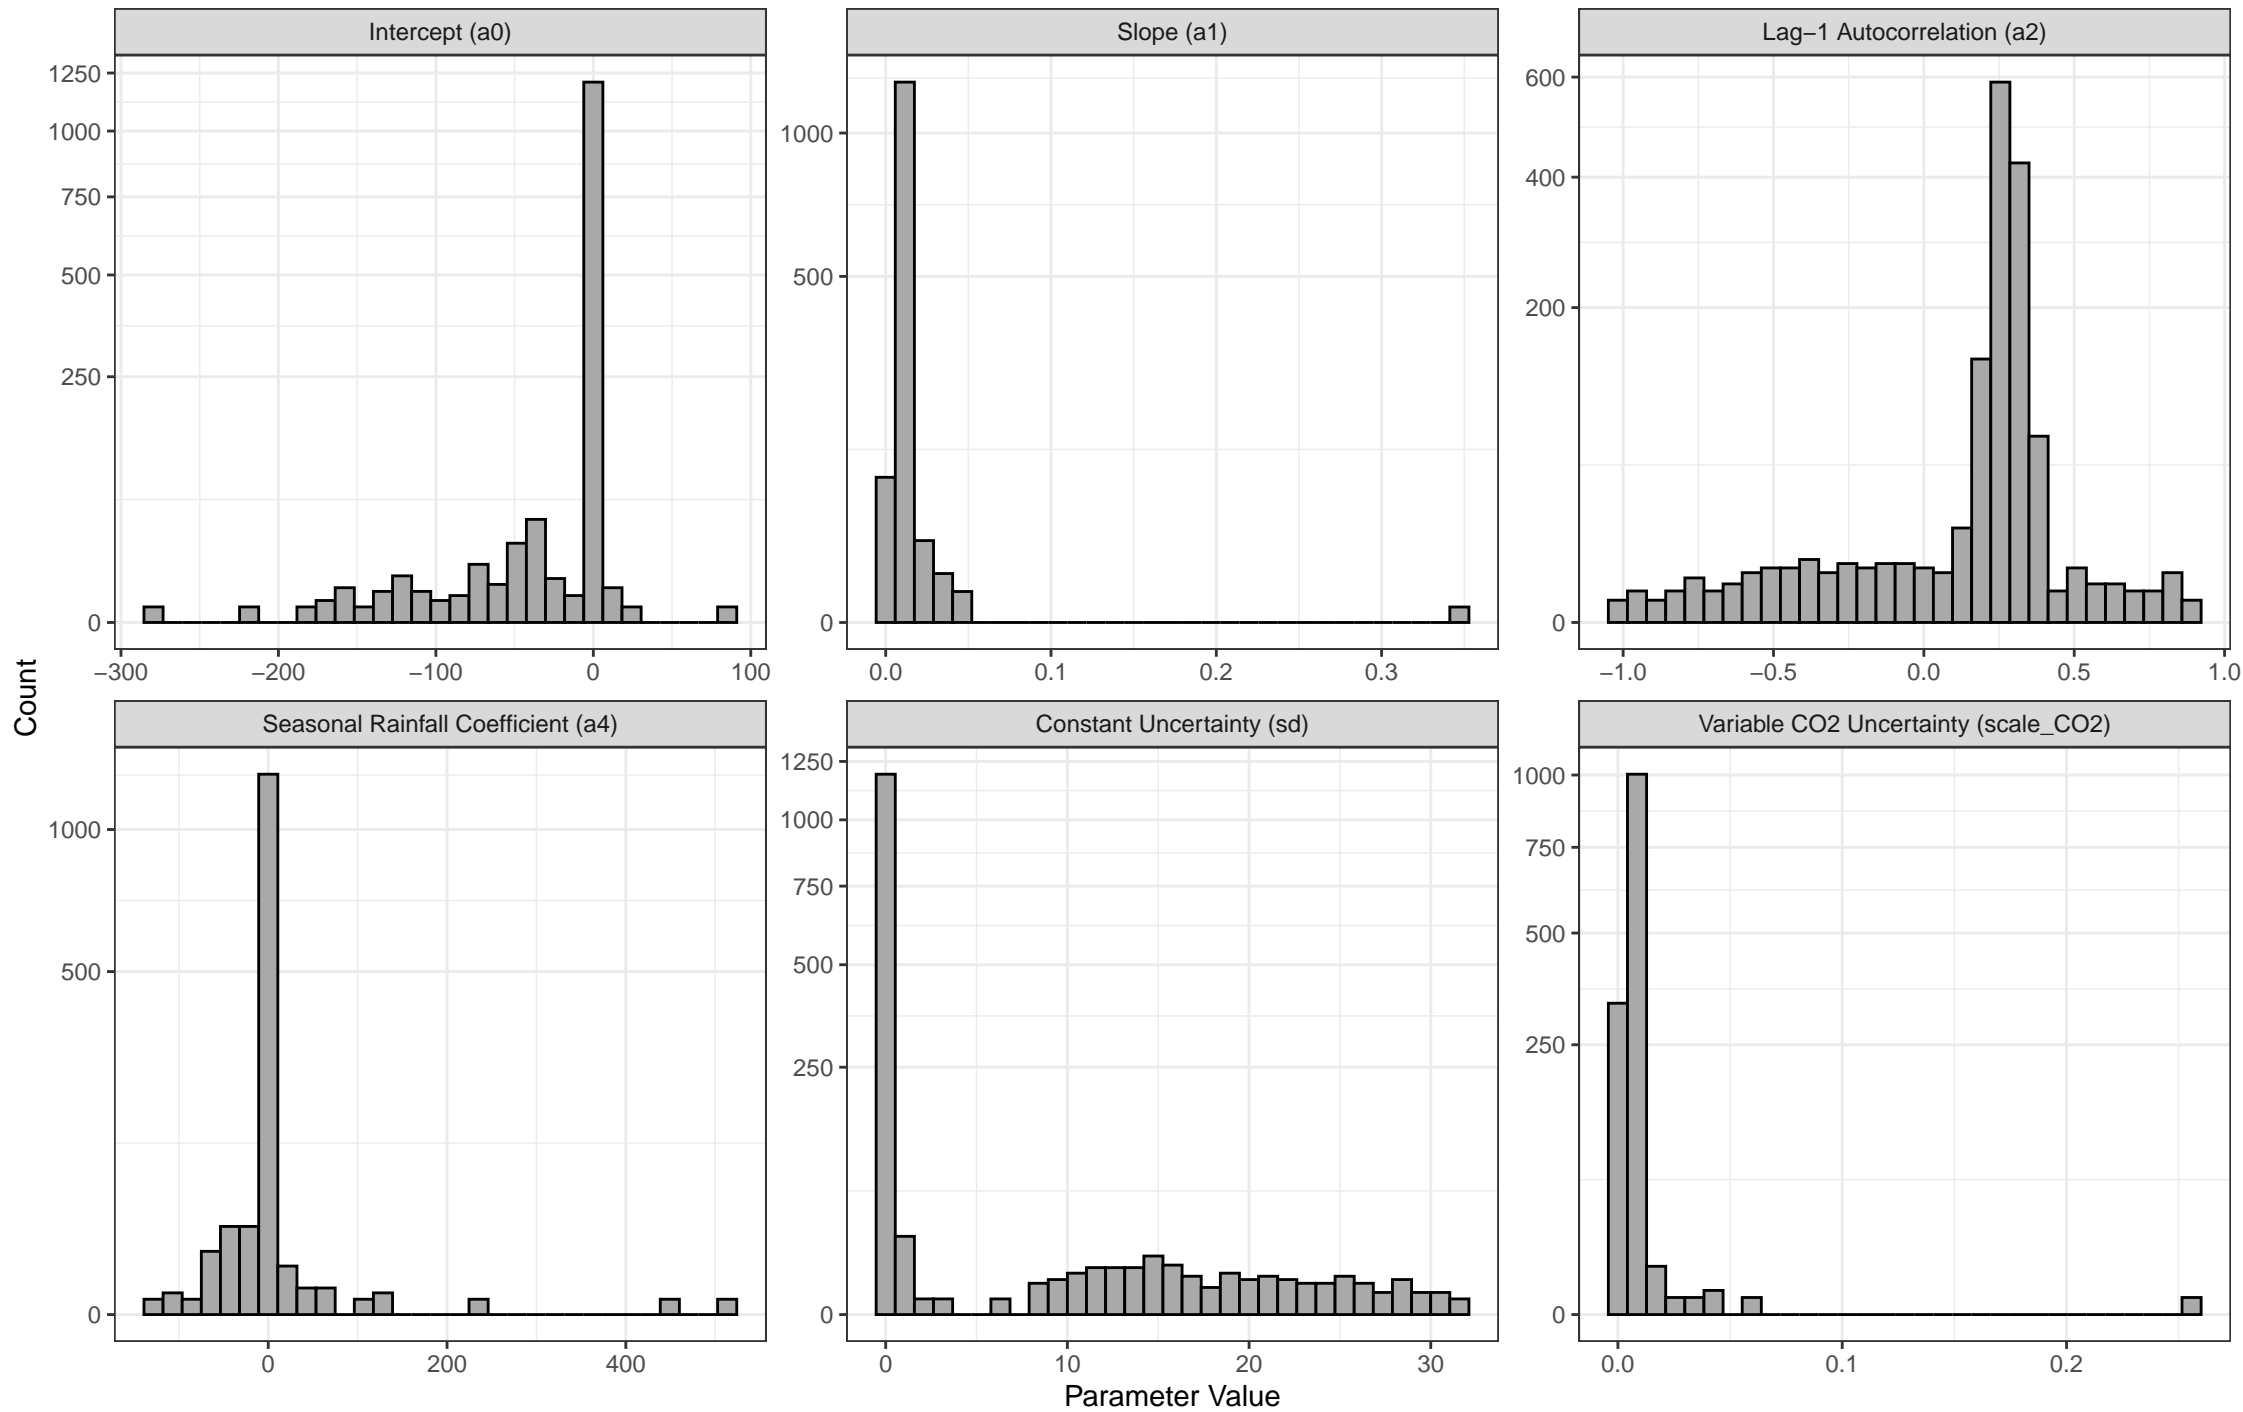 Intercept (a0)
Slope (a1)
Lag−1 Autocorrelation (a2)
1250
1000
750
500
250
0
−300 −200 −100 0 100
1000
500
0
0.0 0.1 0.2 0.3
600
400
200
0
−1.0 −0.5 0.0 0.5 1.0
Count
Seasonal Rainfall Coefficient (a4)
Constant Uncertainty (sd)
Variable CO2 Uncertainty (scale_CO2)
1000
500
0
0 200 400
1250
1000
750
500
250
0
0 10 20 30
1000
750
500
250
0
0.0 0.1 0.2
Parameter Value